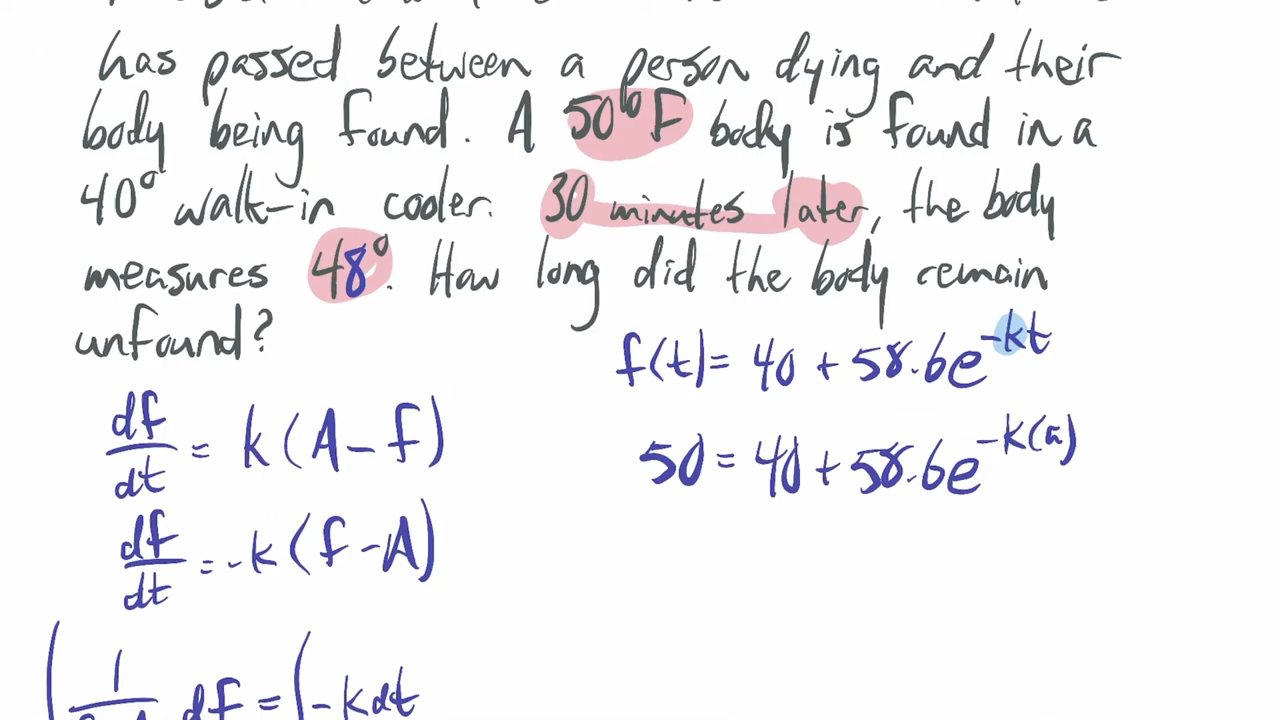 has passed between a person dying and their
body being found. A 50°F body is found in a
40° walk-in cooler. 30 minutes later, the body
measures 48°. How long did the body remain
unfound?
f(t) = 40 + 58.6e^-kt
df/dt = k(A-f)
50 = 40 + 58.6e^-k(a)
df/dt = -k(f-A)
df = ∫-kdt